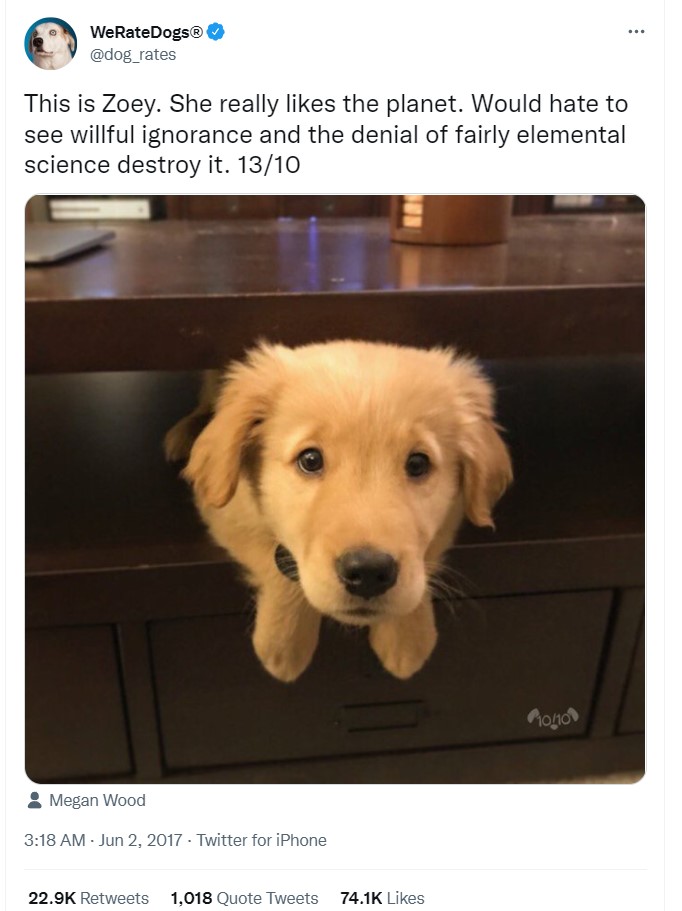 WeRateDogs®
@dog_rates
This is Zoey. She really likes the planet. Would hate to
see willful ignorance and the denial of fairly elemental
science destroy it. 13/10
10/10
Megan Wood
3:18 AM · Jun 2, 2017 · Twitter for iPhone
22.9K Retweets 1,018 Quote Tweets 74.1K Likes